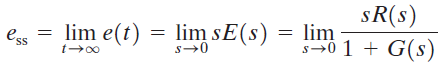 e_ss = lim_{t→∞} e(t) = lim_{s→0} sE(s) = lim_{s→0} sR(s) / (1 + G(s))